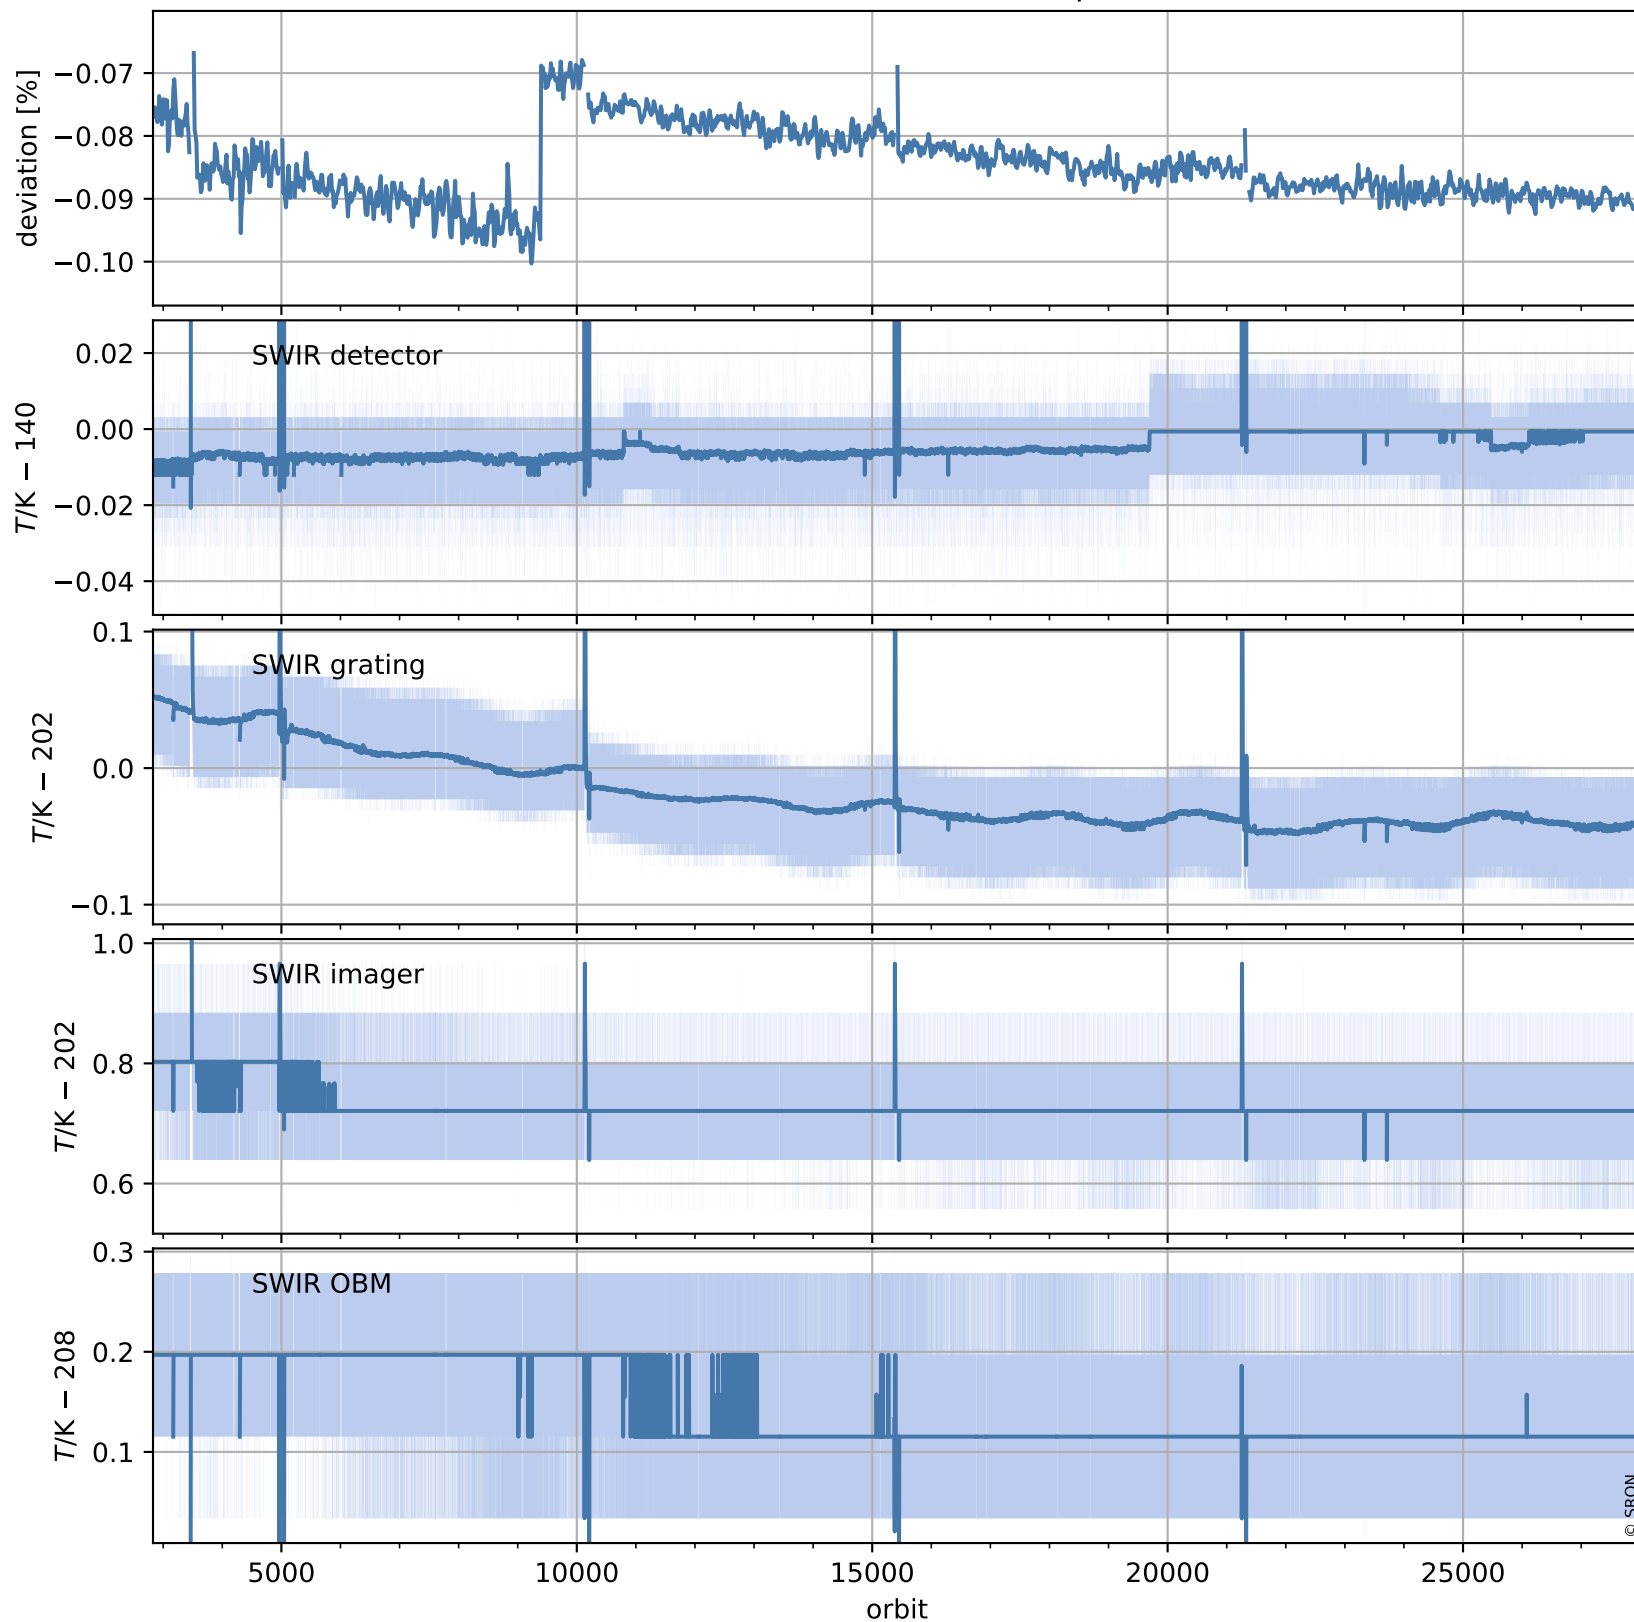 deviation [%]
−0.07
−0.08
−0.09
−0.10
SWIR detector
T/K − 140
0.02
0.00
−0.02
−0.04
SWIR grating
T/K − 202
0.1
0.0
−0.1
SWIR imager
T/K − 202
1.0
0.8
0.6
SWIR OBM
T/K − 208
0.3
0.2
0.1
© SRON
5000 10000 15000 20000 25000
orbit